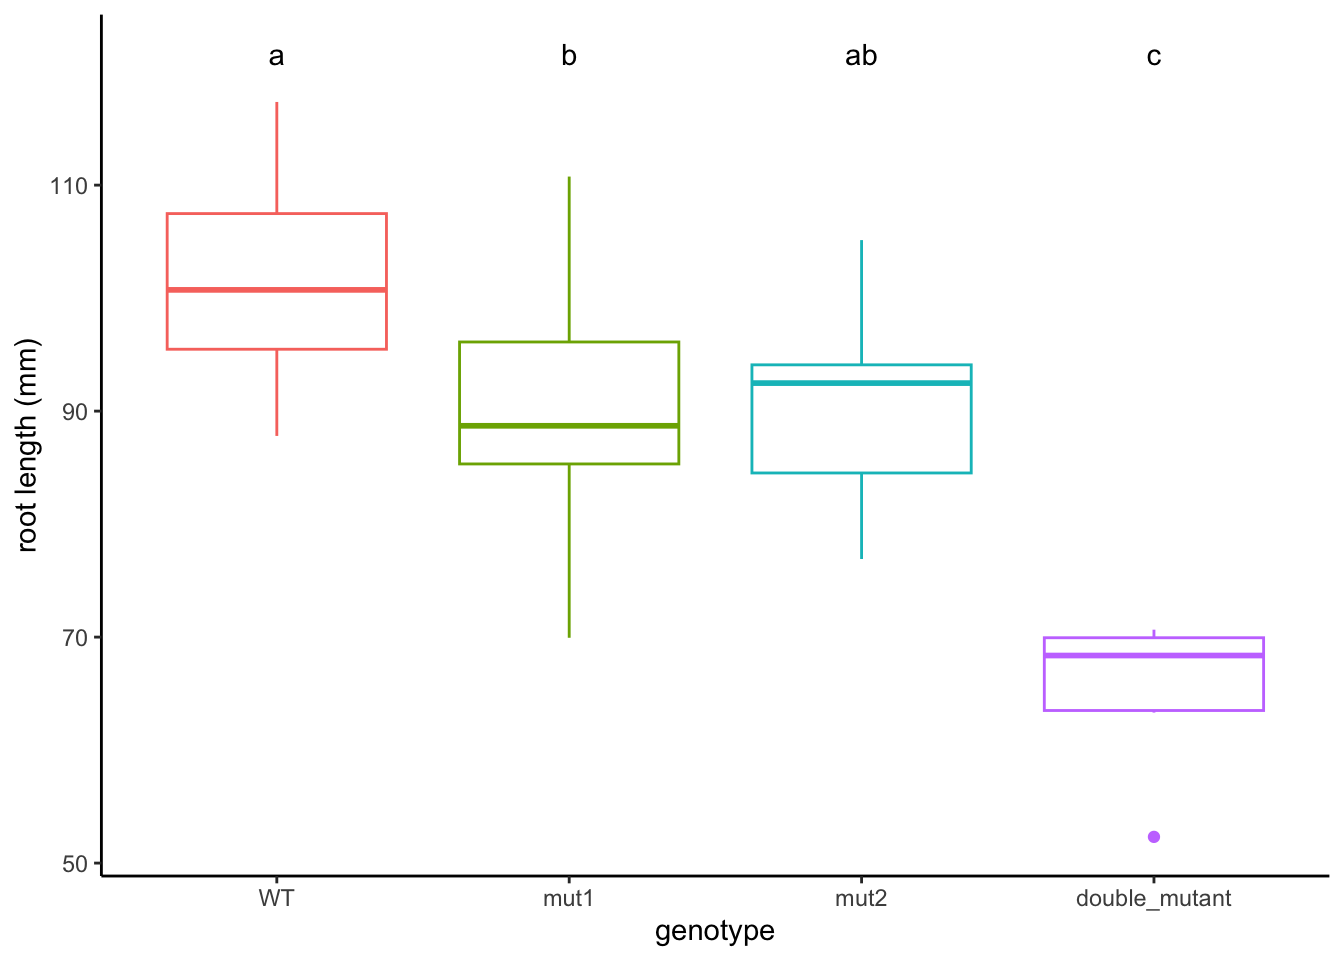 a b ab c
110
90
70
50
root length (mm)
WT mut1 mut2 double_mutant
genotype